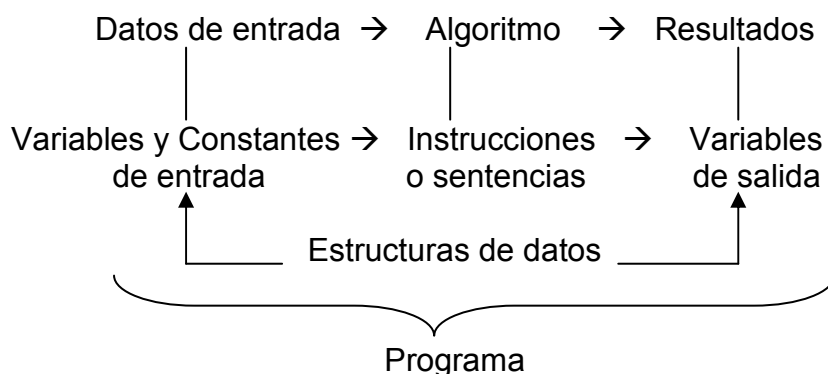 Datos de entrada → Algoritmo → Resultados
Variables y Constantes → Instrucciones → Variables
de entrada o sentencias de salida
Estructuras de datos
Programa